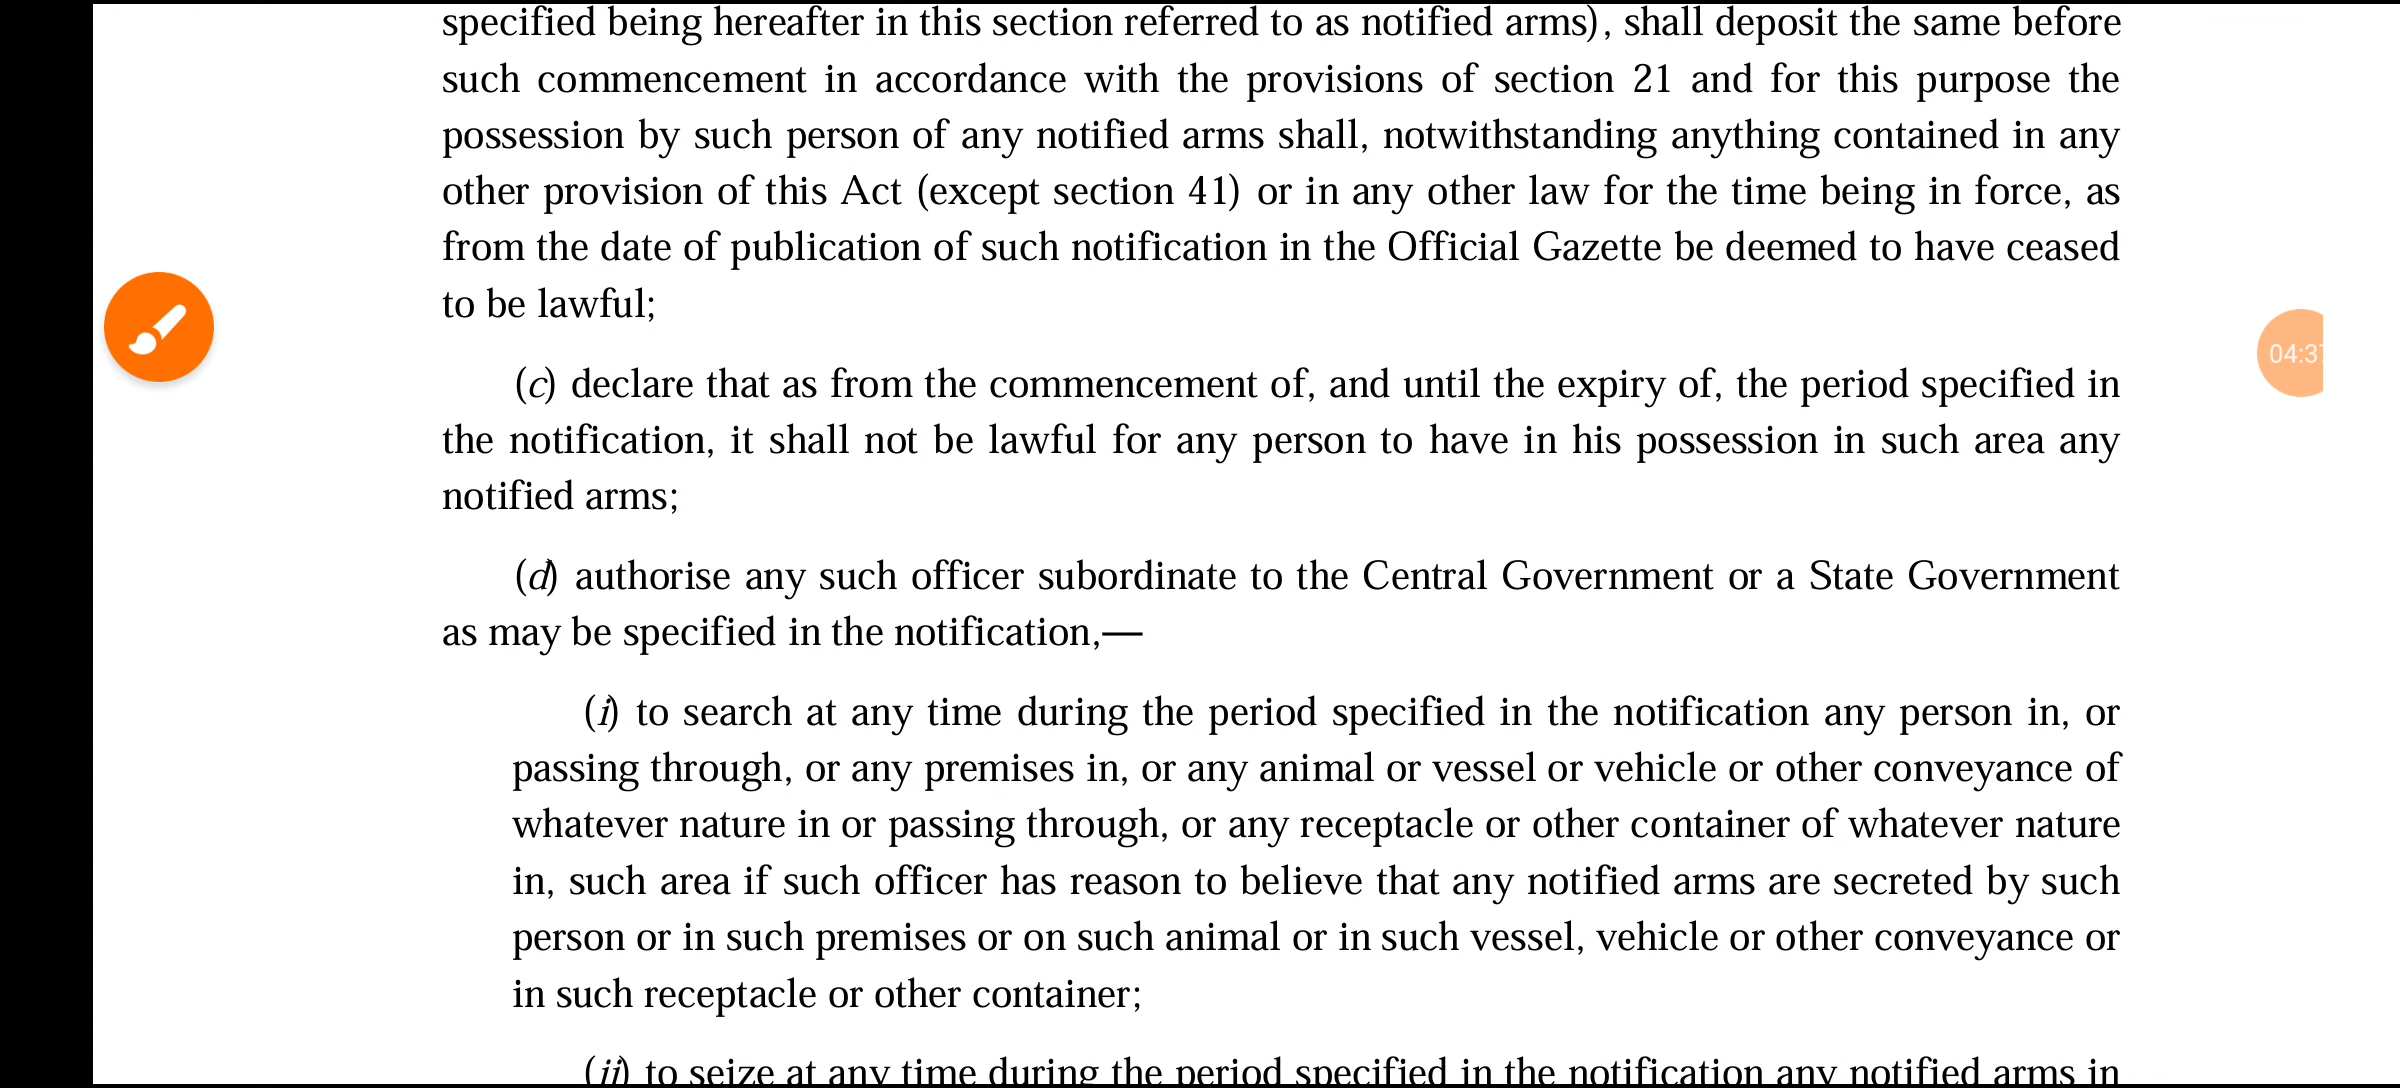 specified being hereafter in this section referred to as notified arms), shall deposit the same before
such commencement in accordance with the provisions of section 21 and for this purpose the
possession by such person of any notified arms shall, notwithstanding anything contained in any
other provision of this Act (except section 41) or in any other law for the time being in force, as
from the date of publication of such notification in the Official Gazette be deemed to have ceased
to be lawful;
(c) declare that as from the commencement of, and until the expiry of, the period specified in
the notification, it shall not be lawful for any person to have in his possession in such area any
notified arms;
(d) authorise any such officer subordinate to the Central Government or a State Government
as may be specified in the notification,—
(i) to search at any time during the period specified in the notification any person in, or
passing through, or any premises in, or any animal or vessel or vehicle or other conveyance of
whatever nature in or passing through, or any receptacle or other container of whatever nature
in, such area if such officer has reason to believe that any notified arms are secreted by such
person or in such premises or on such animal or in such vessel, vehicle or other conveyance or
in such receptacle or other container;
(ii) to seize at any time during the period specified in the notification any notified arms in